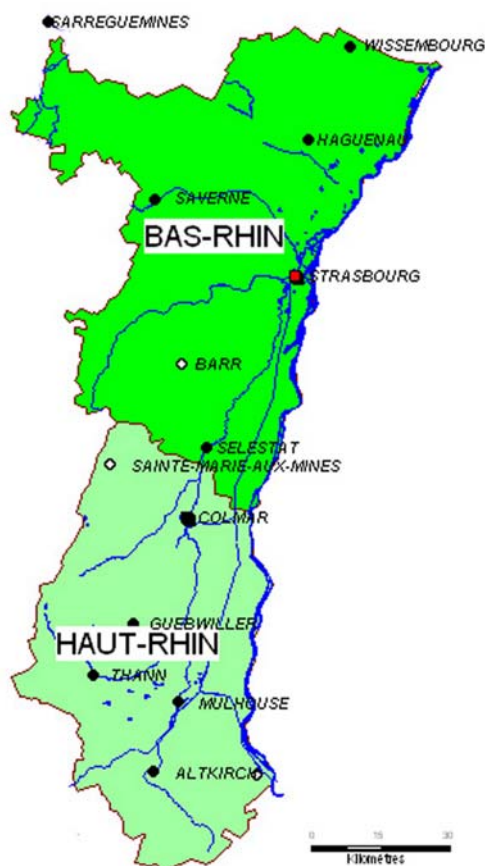 SARREGUEMINES
WISSEMBOURG
HAGUENAU
SAVERNE
BAS-RHIN
STRASBOURG
BARR
SELESTAT
SAINTE-MARIE-AUX-MINES
COLMAR
GUEBWILLER
HAUT-RHIN
THANN
MULHOUSE
ALTKIRCH
0 15 30
Kilomètres